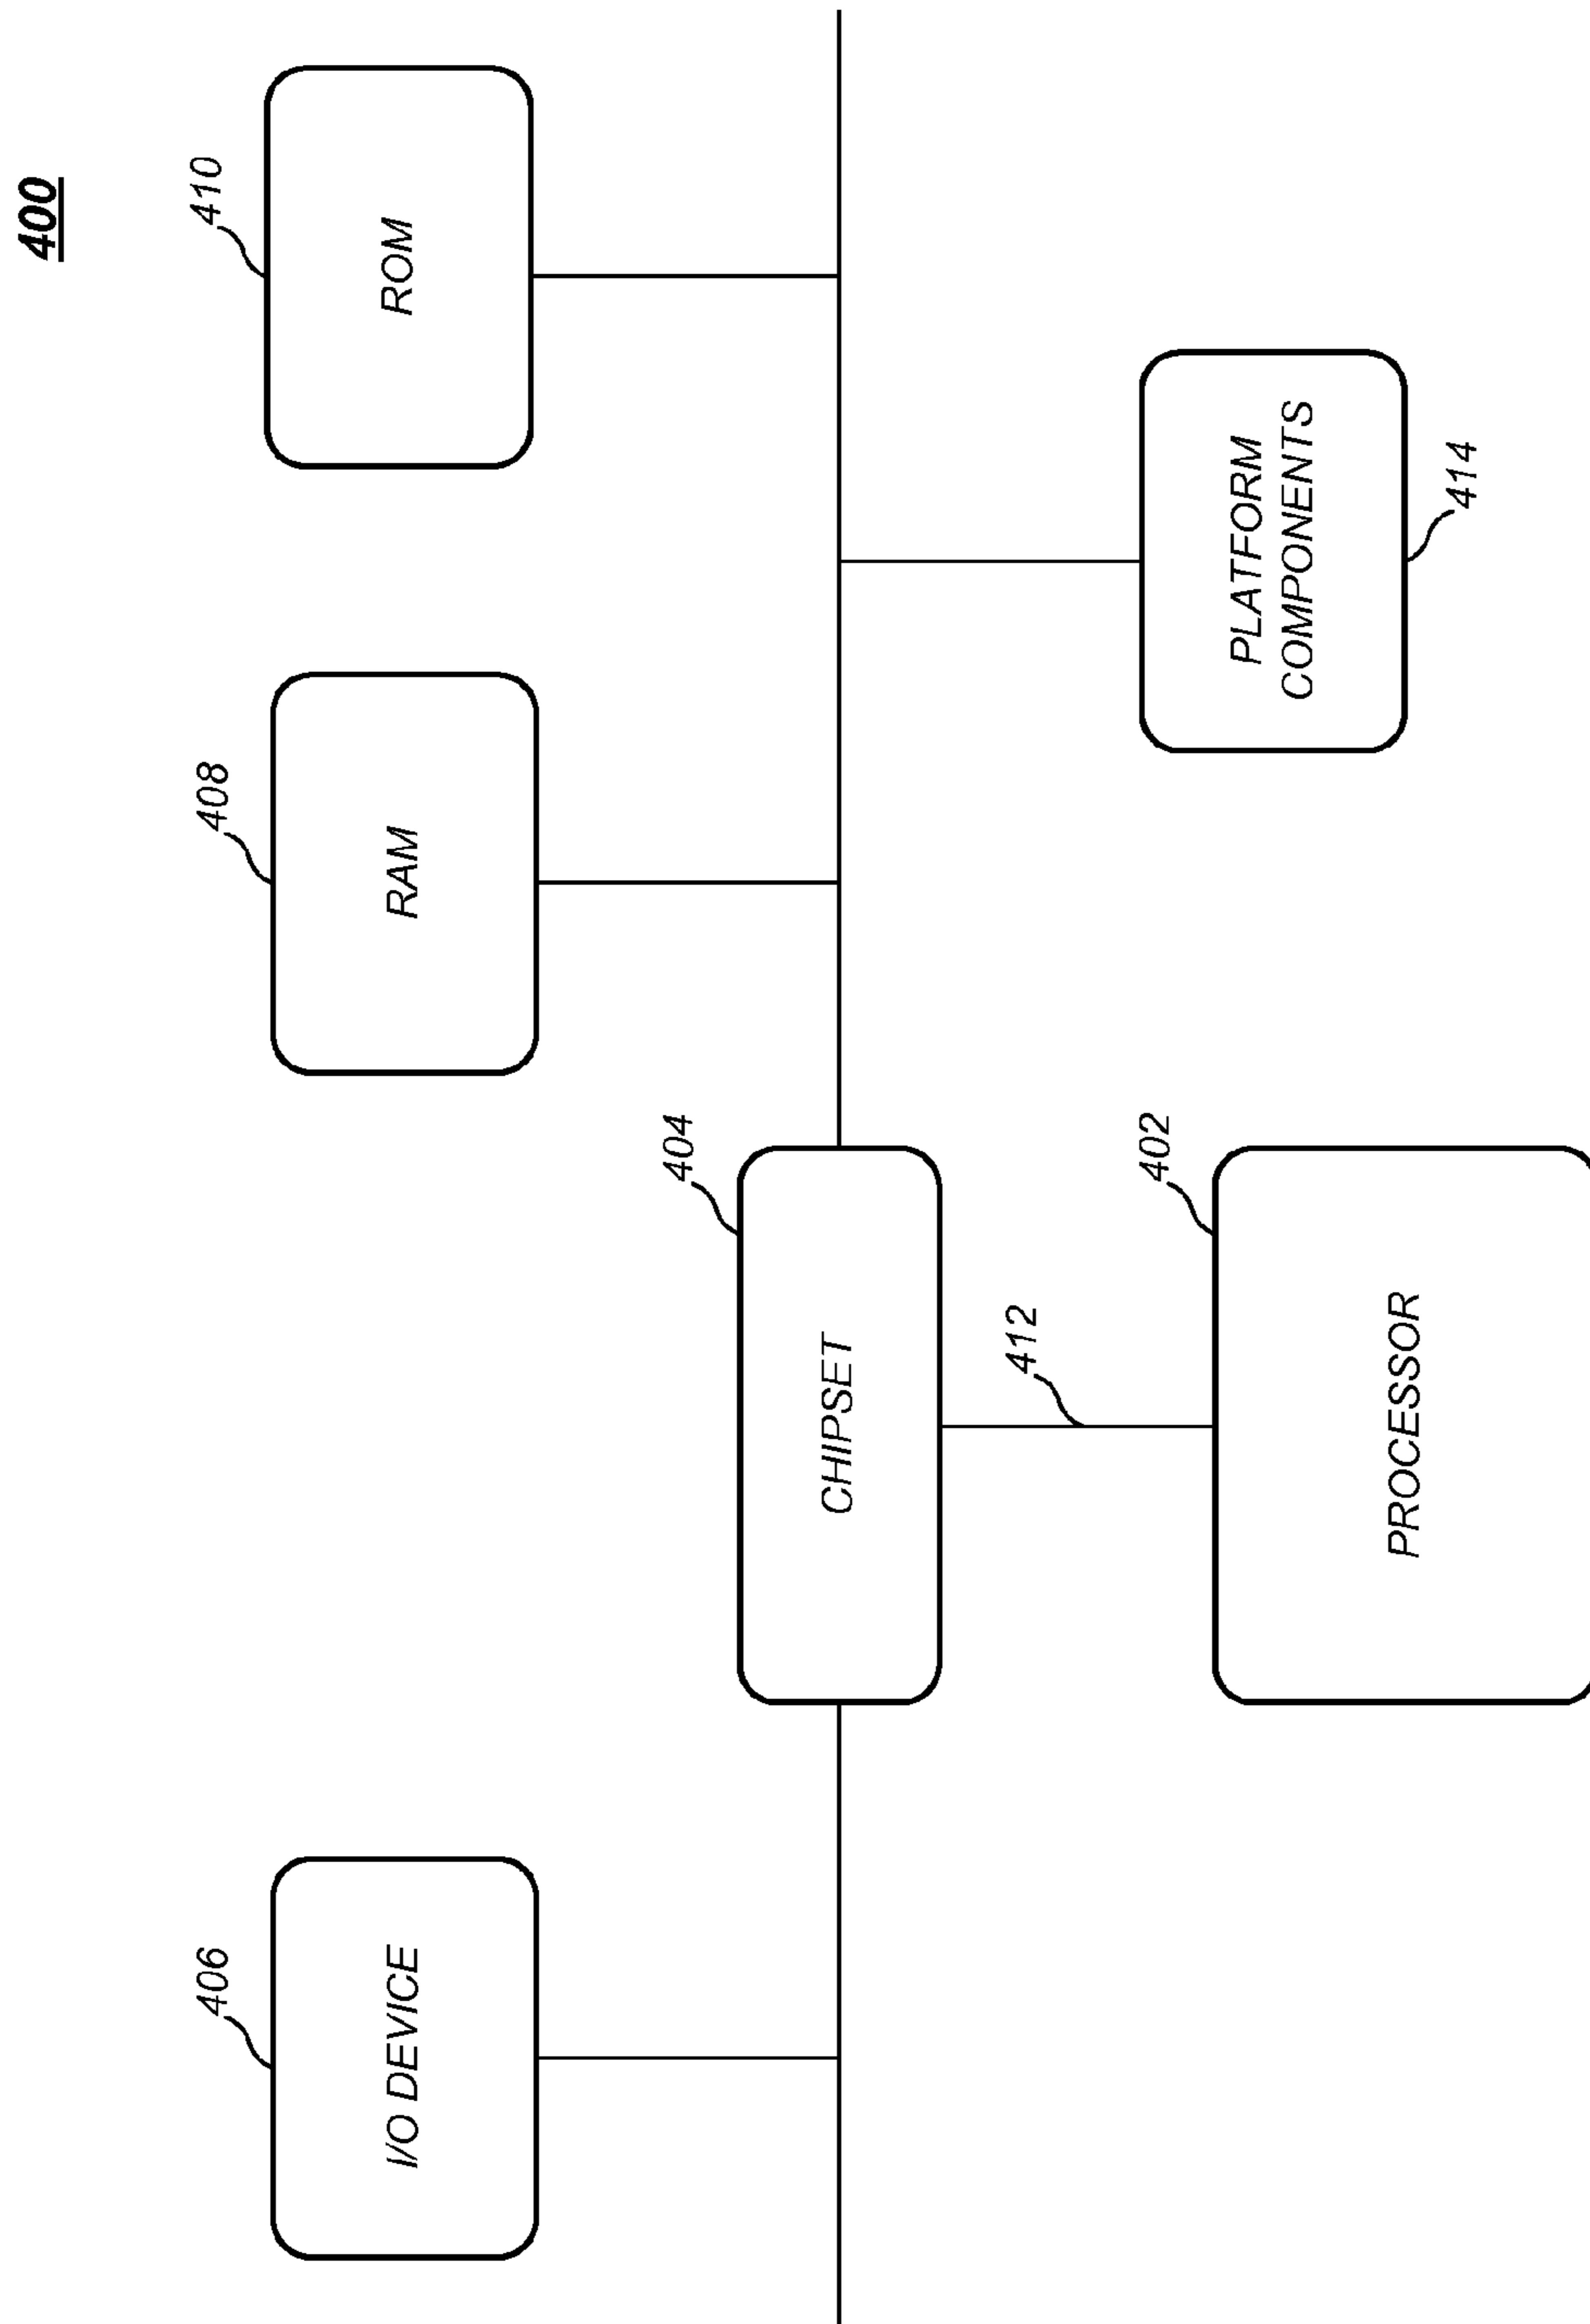 400
406
I/O DEVICE
408
RAM
410
ROM
404
CHIPSET
412
402
PROCESSOR
PLATFORM
COMPONENTS
414